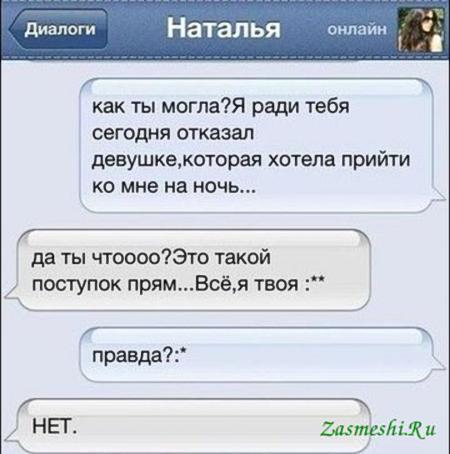 Диалоги Наталья онлайн
как ты могла?Я ради тебя
сегодня отказал
девушке,которая хотела прийти
ко мне на ночь...
да ты чтоооо?Это такой
поступок прям...Всё,я твоя :**
правда?:*
НЕТ.
Zasmeshi.Ru